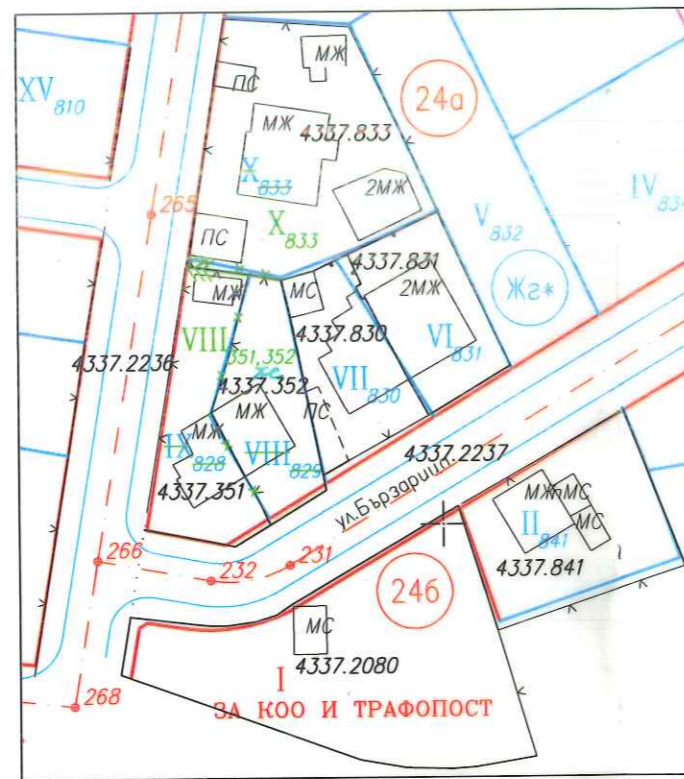 МЖ
24а
XV 810
ПС
МЖ
4337.833
X 833
2МЖ
IV
265
X 833
V 832
ПС
4337.831
Жг*
МЖ
МС
2МЖ
VIII
4337.830
VI 831
4337.2236
351,352
жс
4337.352
VII 830
МЖ
ПС
МЖ
IX 828
VIII 829
4337.2237
4337.351
ул.Бързарица
МЖ
МС
II 841
МС
266
231
232
4337.841
24б
МС
4337.2080
I
268
ЗА КОО И ТРАФОПОСТ